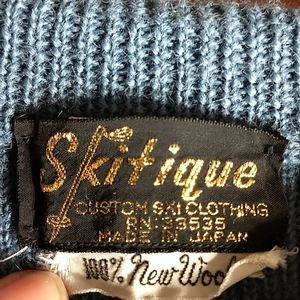 Skitique
CUSTOM SKI CLOTHING
RN-33535
MADE IN JAPAN
100% New Wool